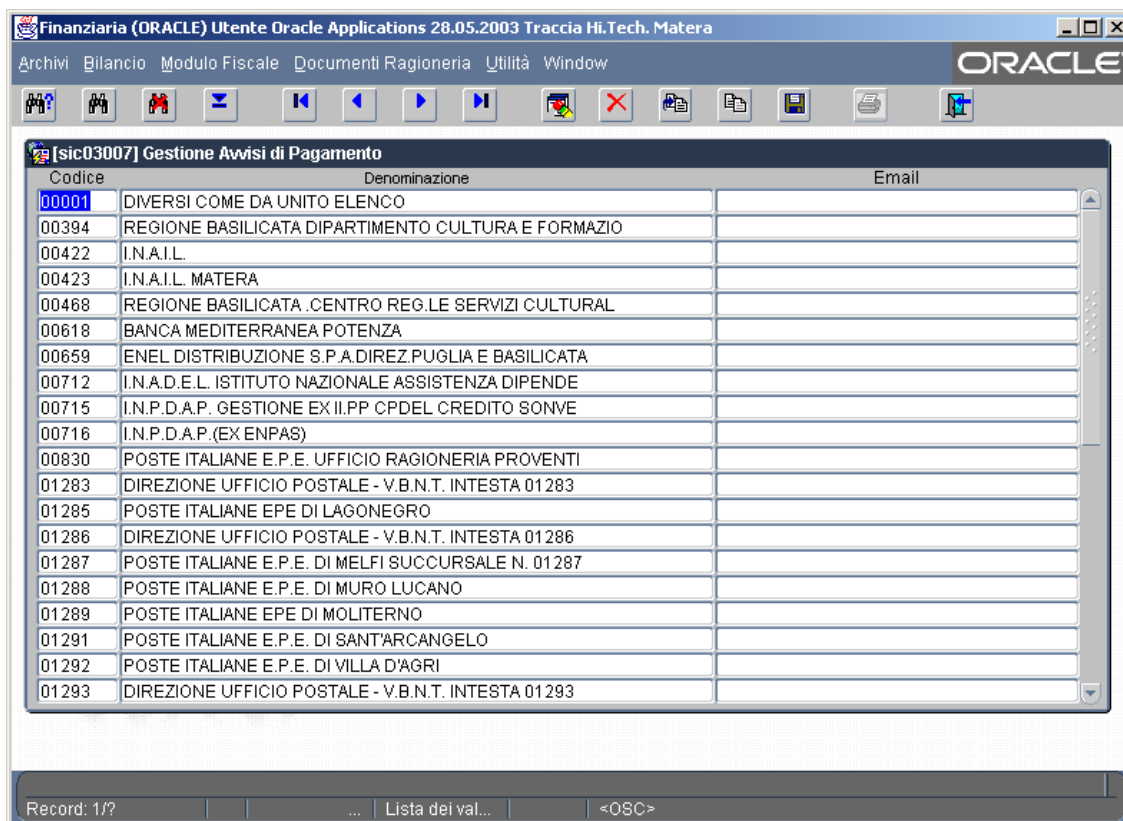 Finanziaria (ORACLE) Utente Oracle Applications 28.05.2003 Traccia Hi.Tech. Matera
Archivi Bilancio Modulo Fiscale Documenti Ragioneria Utilità Window ORACLE
[sic03007] Gestione Avvisi di Pagamento
Codice Denominazione Email
00001 DIVERSI COME DA UNITO ELENCO
00394 REGIONE BASILICATA DIPARTIMENTO CULTURA E FORMAZIO
00422 I.N.A.I.L.
00423 I.N.A.I.L. MATERA
00468 REGIONE BASILICATA .CENTRO REG.LE SERVIZI CULTURAL
00618 BANCA MEDITERRANEA POTENZA
00659 ENEL DISTRIBUZIONE S.P.A.DIREZ.PUGLIA E BASILICATA
00712 I.N.A.D.E.L. ISTITUTO NAZIONALE ASSISTENZA DIPENDE
00715 I.N.P.D.A.P. GESTIONE EX II.PP CPDEL CREDITO SONVE
00716 I.N.P.D.A.P.(EX ENPAS)
00830 POSTE ITALIANE E.P.E. UFFICIO RAGIONERIA PROVENTI
01283 DIREZIONE UFFICIO POSTALE - V.B.N.T. INTESTA 01283
01285 POSTE ITALIANE EPE DI LAGONEGRO
01286 DIREZIONE UFFICIO POSTALE - V.B.N.T. INTESTA 01286
01287 POSTE ITALIANE E.P.E. DI MELFI SUCCURSALE N. 01287
01288 POSTE ITALIANE E.P.E. DI MURO LUCANO
01289 POSTE ITALIANE EPE DI MOLITERNO
01291 POSTE ITALIANE E.P.E. DI SANT'ARCANGELO
01292 POSTE ITALIANE E.P.E. DI VILLA D'AGRI
01293 DIREZIONE UFFICIO POSTALE - V.B.N.T. INTESTA 01293
Record: 1/? ... Lista dei val... <OSC>